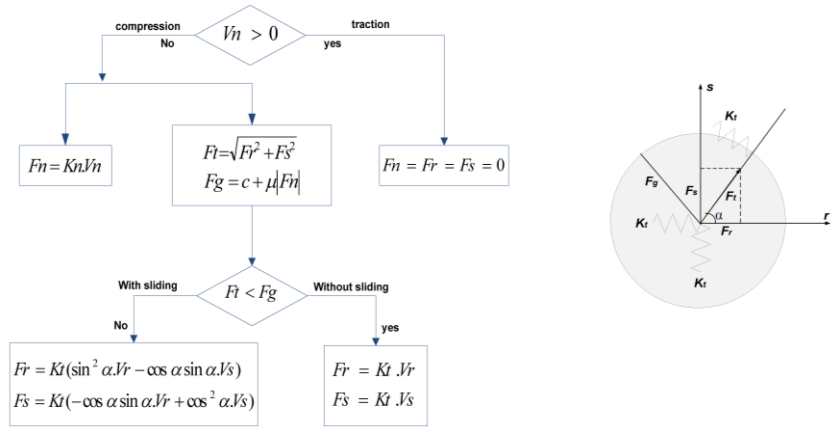 compression
No
Vn > 0
traction
yes
Fn = Kn.Vn
Ft=√Fr²+Fs²
Fg = c + μ|Fn|
Fn = Fr = Fs = 0
With sliding
Ft < Fg
Without sliding
No
yes
Fr = Kt(sin² α.Vr − cos α sin α.Vs)
Fs = Kt(−cos α sin α.Vr + cos² α.Vs)
Fr = Kt .Vr
Fs = Kt .Vs
s
Kt
Fg
Fs
Ft
α
r
Kt
Fr
Kt